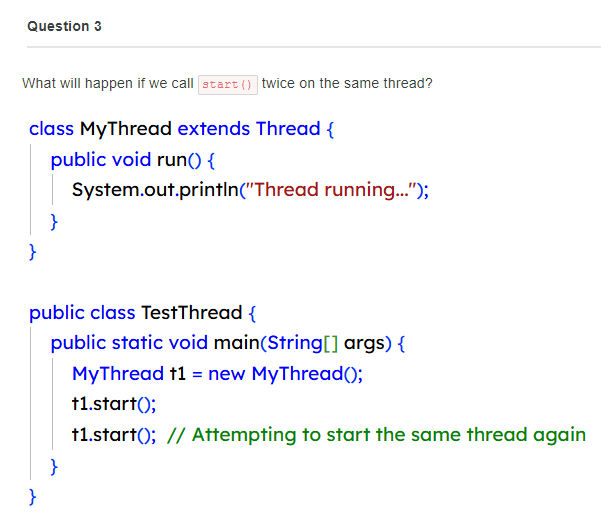 Question 3
What will happen if we call start() twice on the same thread?
class MyThread extends Thread {
public void run() {
System.out.println("Thread running...");
}
}
public class TestThread {
public static void main(String[] args) {
MyThread t1 = new MyThread();
t1.start();
t1.start(); // Attempting to start the same thread again
}
}